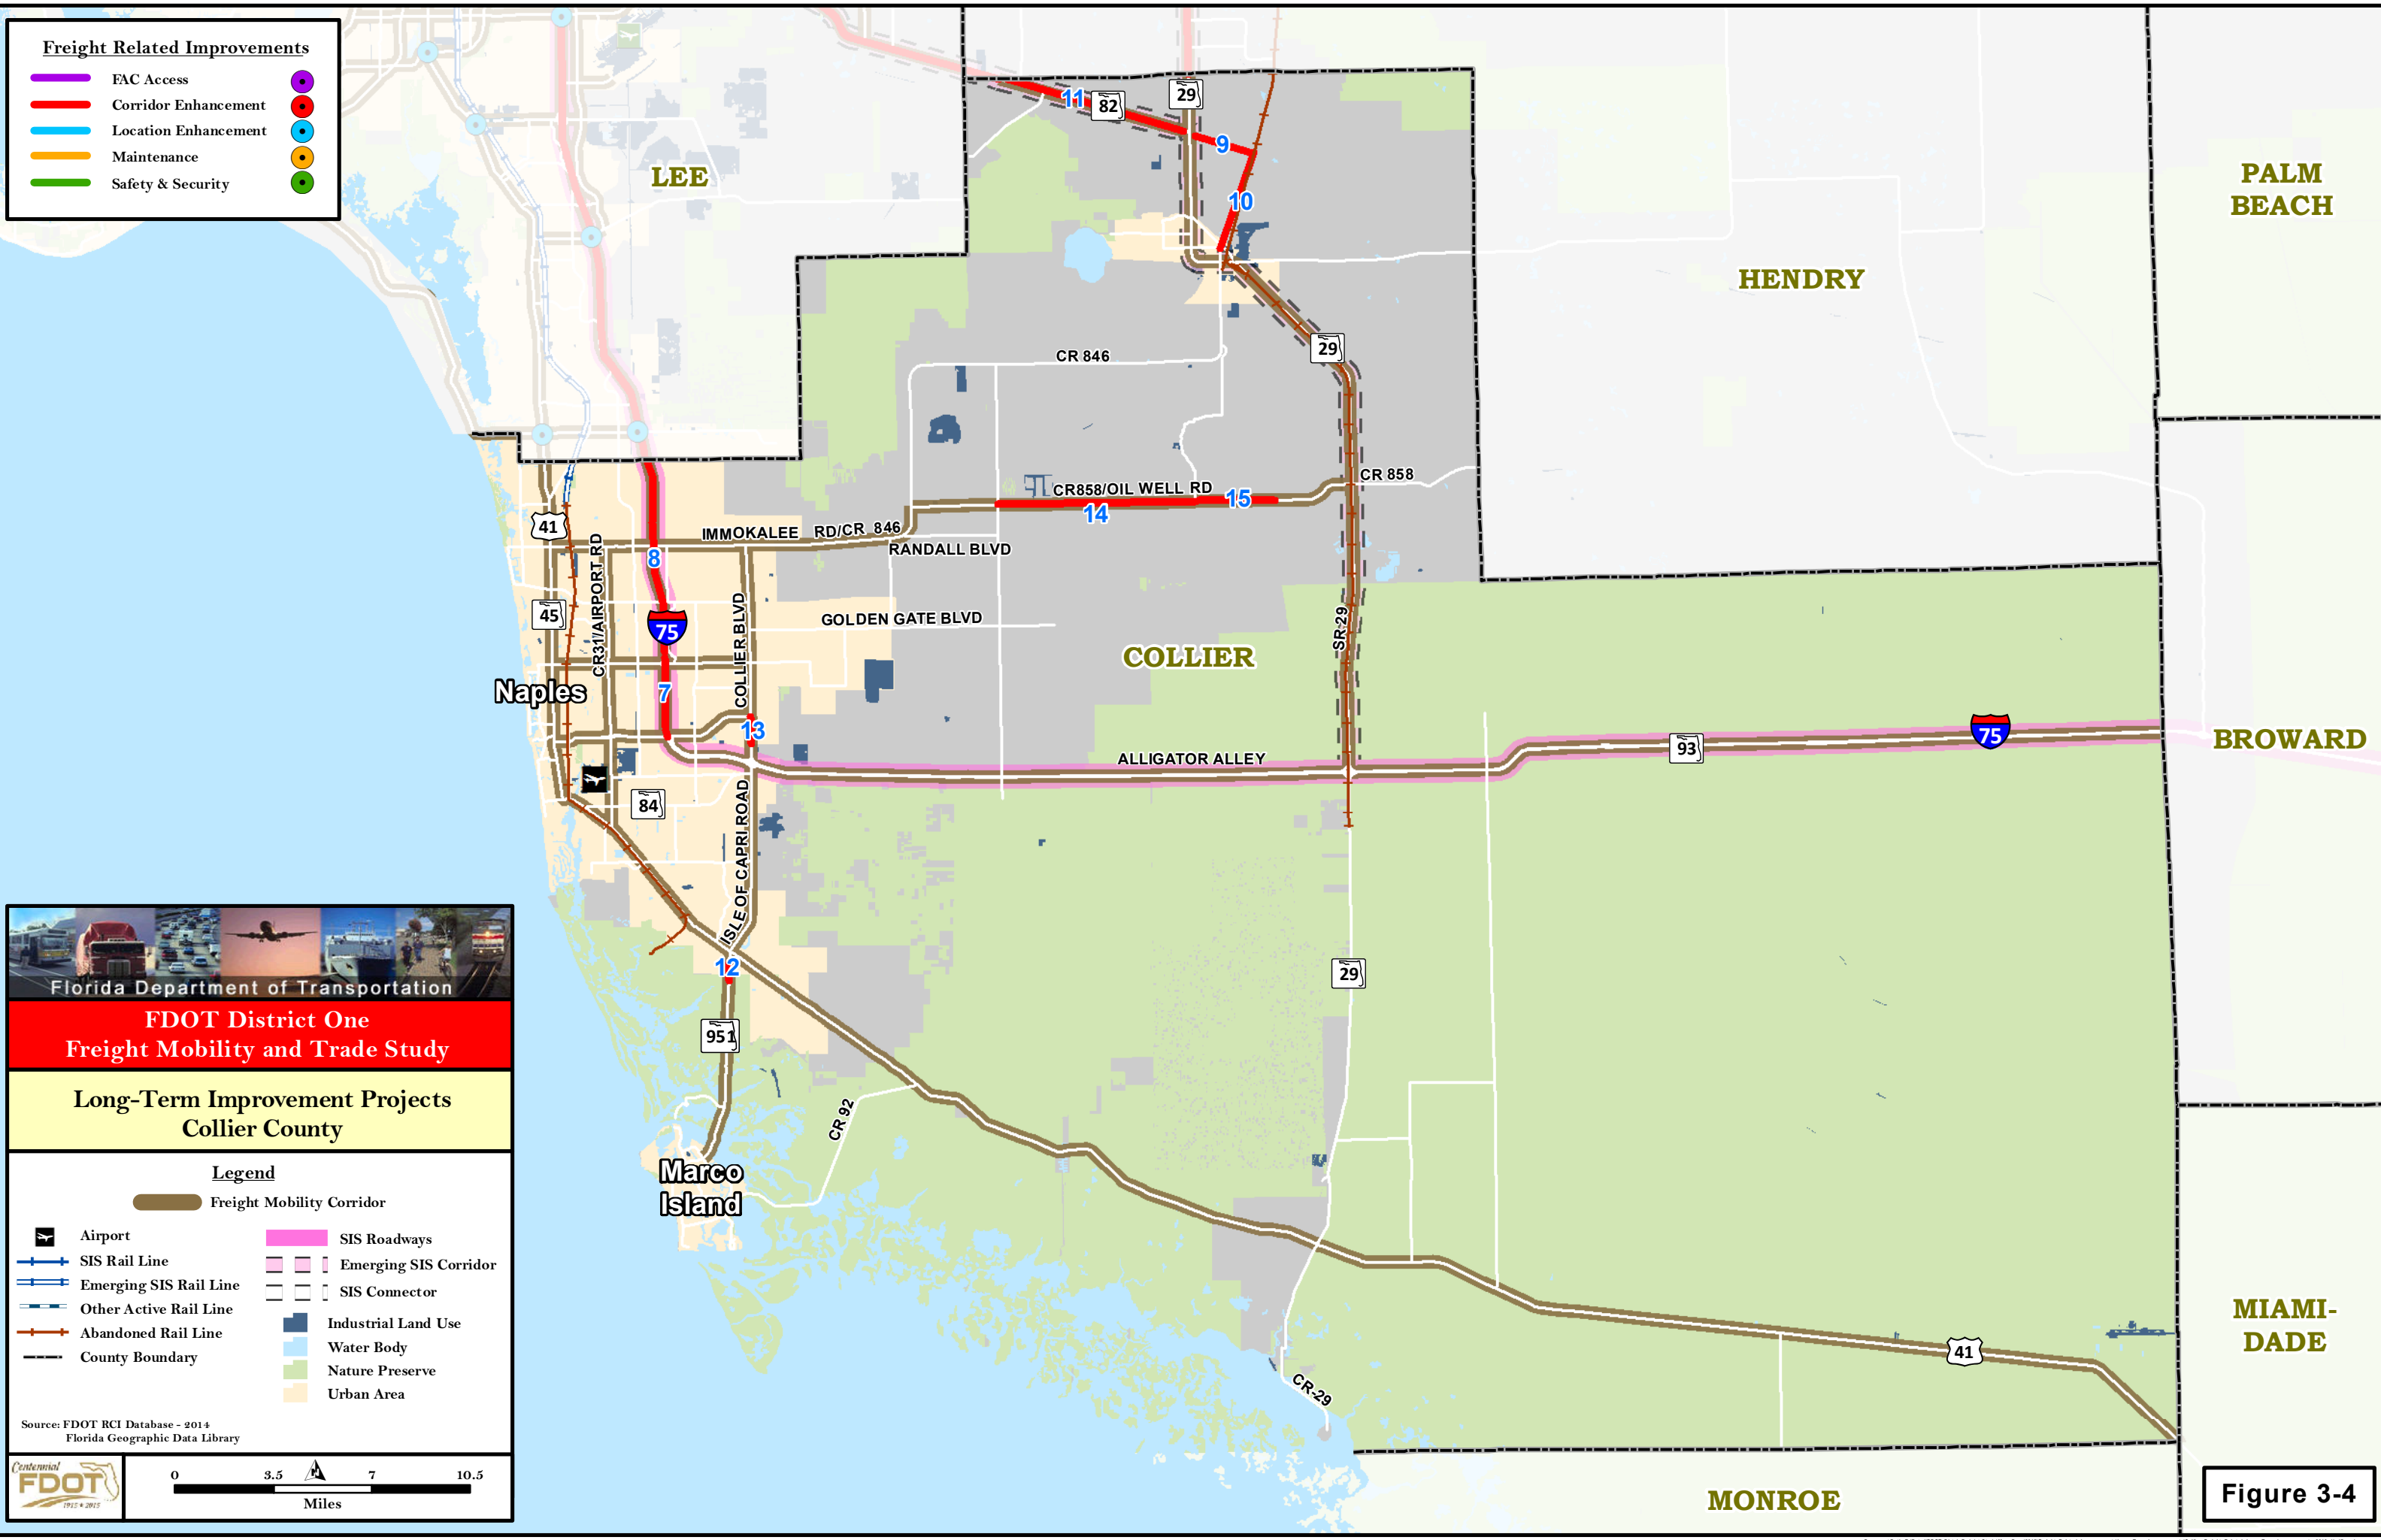 Freight Related Improvements
FAC Access
Corridor Enhancement
Location Enhancement
Maintenance
Safety & Security
LEE
11
82
29
9
10
PALM
BEACH
HENDRY
29
CR 846
CR 858
CR858/OIL WELL RD
15
14
41
IMMOKALEE RD/CR 846
RANDALL BLVD
8
CR31/AIRPORT RD
45
75
COLLIER BLVD
GOLDEN GATE BLVD
SR-29
COLLIER
Naples
7
13
ALLIGATOR ALLEY
93
75
BROWARD
84
ISLE OF CAPRI ROAD
12
29
951
CR 92
Marco
Island
41
MIAMI-
DADE
CR-29
MONROE
Florida Department of Transportation
FDOT District One
Freight Mobility and Trade Study
Long-Term Improvement Projects
Collier County
Legend
Freight Mobility Corridor
Airport
SIS Rail Line
Emerging SIS Rail Line
Other Active Rail Line
Abandoned Rail Line
County Boundary
SIS Roadways
Emerging SIS Corridor
SIS Connector
Industrial Land Use
Water Body
Nature Preserve
Urban Area
Source: FDOT RCI Database - 2014
Florida Geographic Data Library
Centennial
FDOT
1915 * 2015
0 3.5 7 10.5
Miles
Figure 3-4